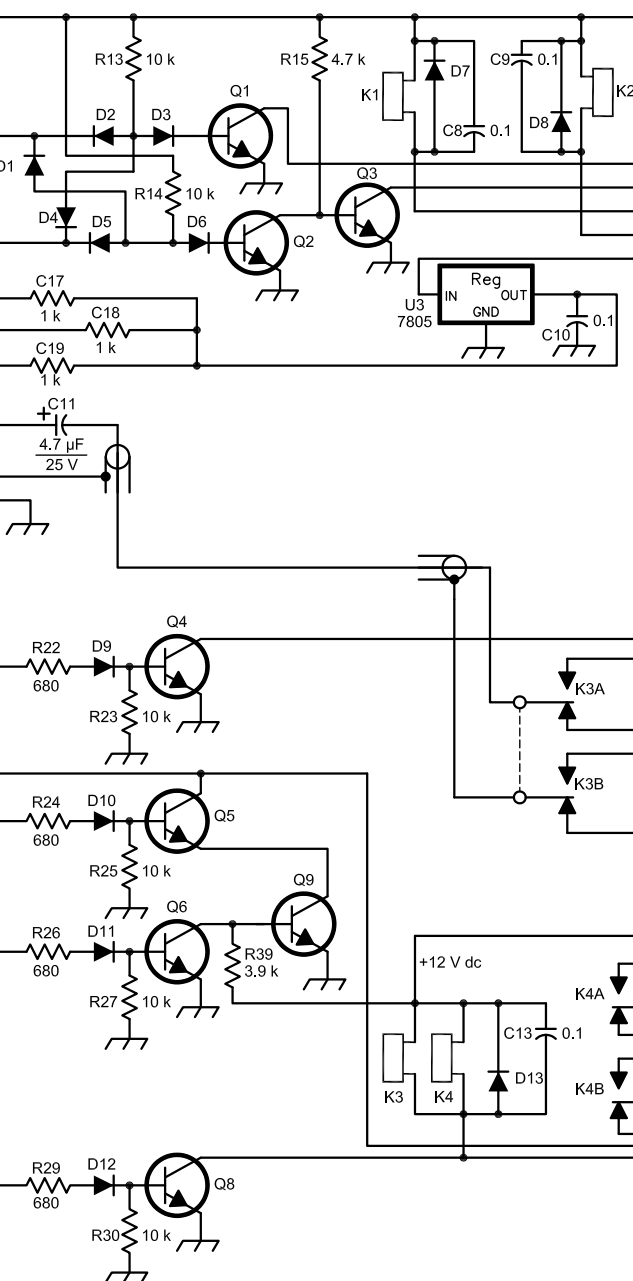 R13 10 k
R15 4.7 k
C9 0.1
D7
K1
K2
Q1
D2 D3
C8 0.1
D8
D1
Q3
R14 10 k
D4
D5 D6
Q2
C17
1 k
C18
1 k
C19
1 k
Reg
IN OUT
GND
U3
7805
C10 0.1
+C11
4.7 µF
25 V
Q4
R22
680
D9
R23 10 k
K3A
K3B
R24
680
D10
Q5
R25 10 k
Q9
Q6
R26
680
D11
R39
3.9 k
R27 10 k
+12 V dc
K4A
C13 0.1
K3 K4
D13
K4B
R29
680
D12
Q8
R30 10 k